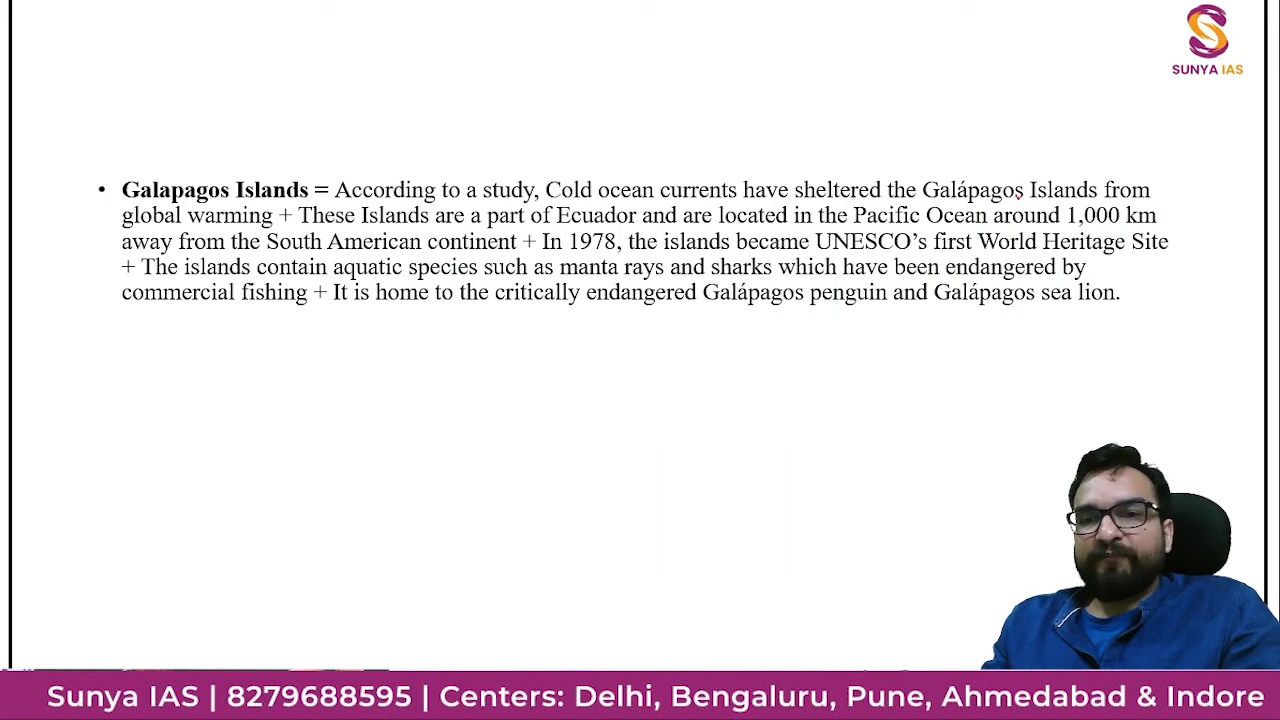 SUNYA IAS
• Galapagos Islands = According to a study, Cold ocean currents have sheltered the Galápagos Islands from
global warming + These Islands are a part of Ecuador and are located in the Pacific Ocean around 1,000 km
away from the South American continent + In 1978, the islands became UNESCO’s first World Heritage Site
+ The islands contain aquatic species such as manta rays and sharks which have been endangered by
commercial fishing + It is home to the critically endangered Galápagos penguin and Galápagos sea lion.
Sunya IAS | 8279688595 | Centers: Delhi, Bengaluru, Pune, Ahmedabad & Indore